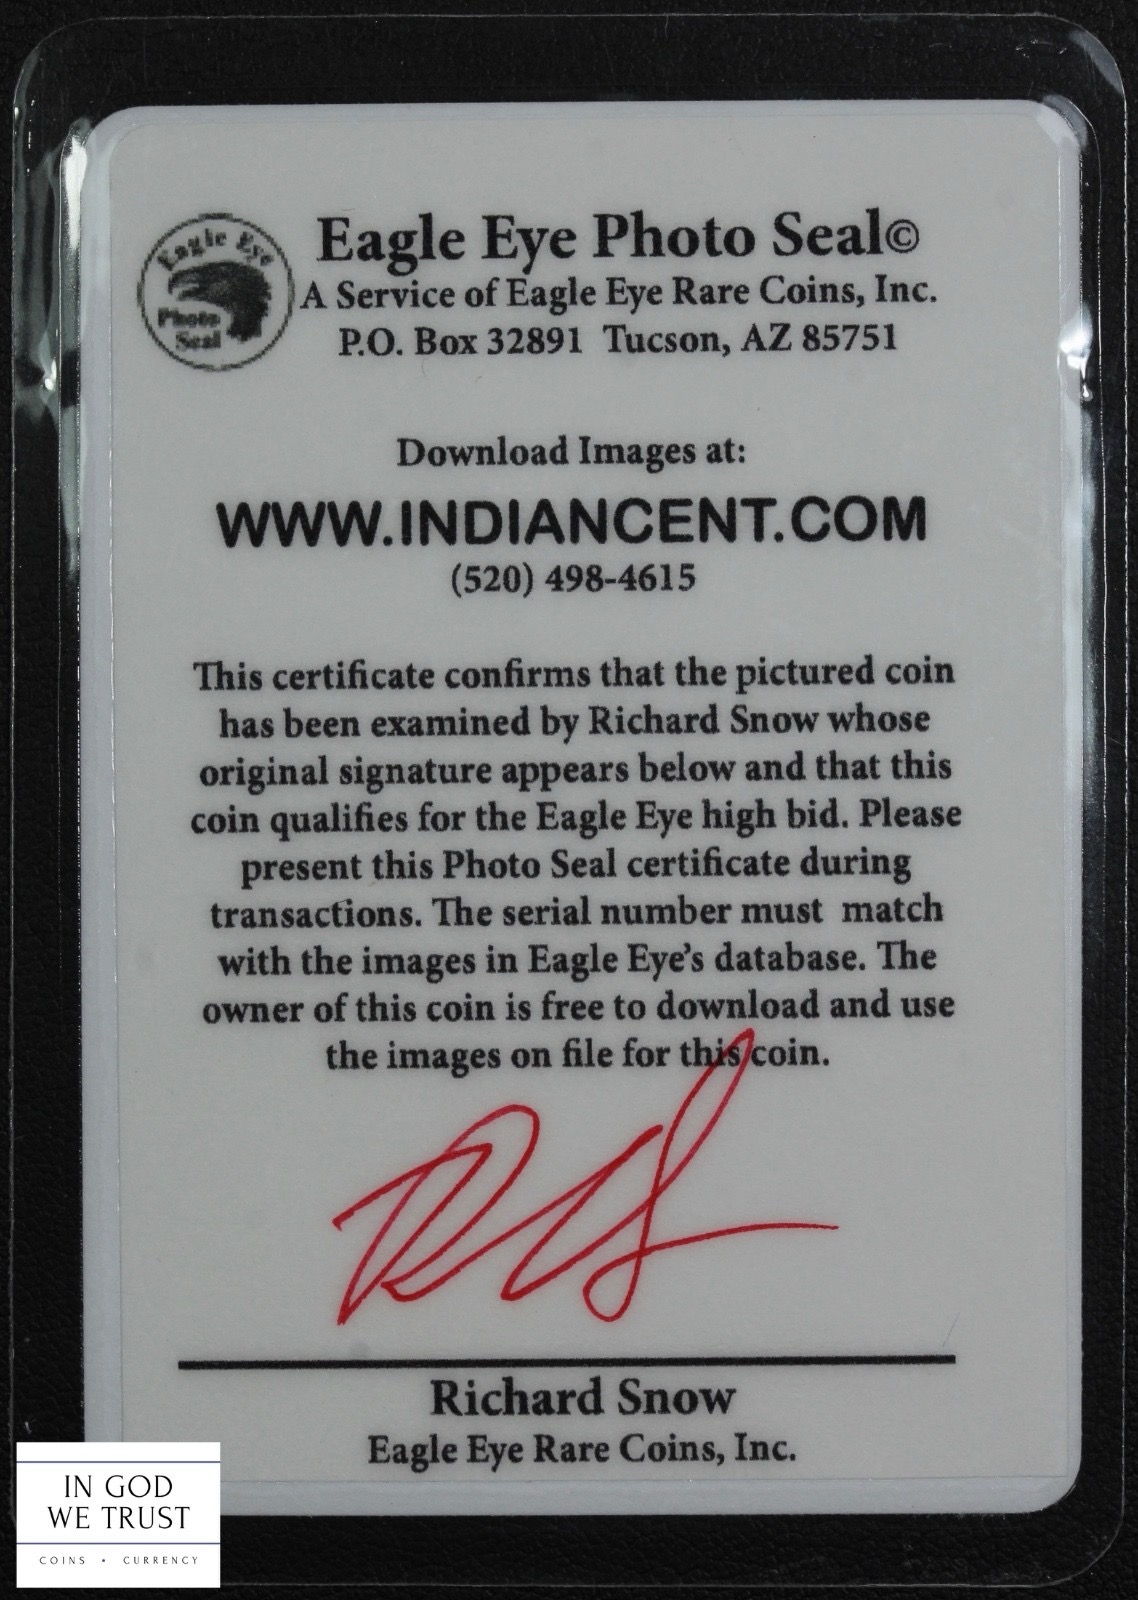 Eagle Eye
Photo
Seal
Eagle Eye Photo Seal©
A Service of Eagle Eye Rare Coins, Inc.
P.O. Box 32891 Tucson, AZ 85751
Download Images at:
WWW.INDIANCENT.COM
(520) 498-4615
This certificate confirms that the pictured coin
has been examined by Richard Snow whose
original signature appears below and that this
coin qualifies for the Eagle Eye high bid. Please
present this Photo Seal certificate during
transactions. The serial number must match
with the images in Eagle Eye's database. The
owner of this coin is free to download and use
the images on file for this coin.
Richard Snow
Eagle Eye Rare Coins, Inc.
IN GOD
WE TRUST
COINS • CURRENCY